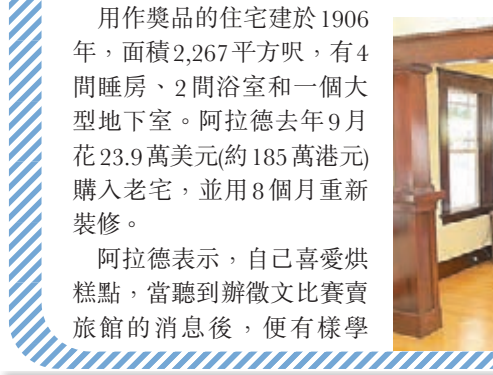 用作獎品的住宅建於1906
年，面積2,267平方呎，有4
間睡房、2間浴室和一個大
型地下室。阿拉德去年9月
花23.9萬美元(約185萬港元)
購入老宅，並用8個月重新
裝修。
阿拉德表示，自己喜愛烘
糕點，當聽到辦徵文比賽賣
旅館的消息後，便有樣學